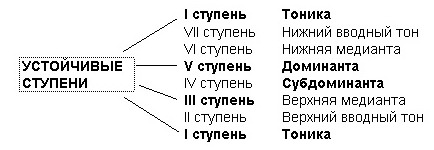 I ступень Тоника
VII ступень Нижний вводный тон
VI ступень Нижняя медианта
УСТОЙЧИВЫЕ V ступень Доминанта
СТУПЕНИ IV ступень Субдоминанта
III ступень Верхняя медианта
II ступень Верхний вводный тон
I ступень Тоника